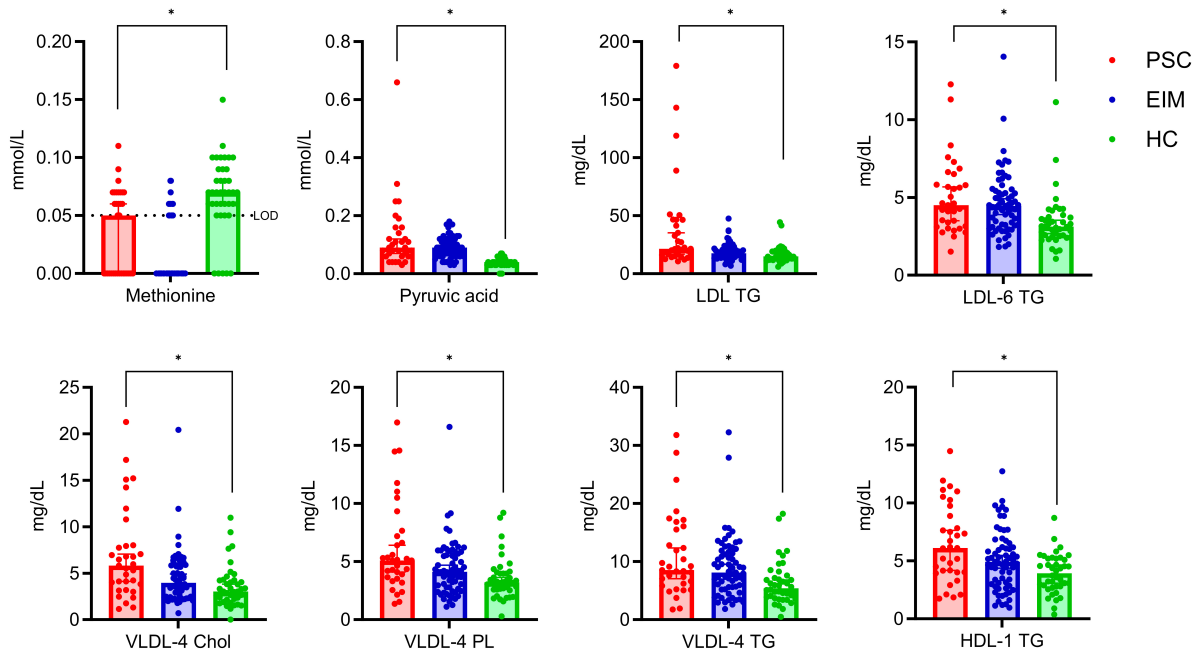 * * * *
0.20 0.8 200 15
PSC
0.15 0.6 150
EIM
10
HC
0.10 0.4 100
mmol/L mmol/L mg/dL mg/dL
0.05 LOD 0.2 50 5
0.00 0.0 0 0
Methionine Pyruvic acid LDL TG LDL-6 TG
* * * *
25 20 40 20
20
15 30 15
15
mg/dL mg/dL mg/dL mg/dL
10 20 10
10
5 10 5
5
0 0 0 0
VLDL-4 Chol VLDL-4 PL VLDL-4 TG HDL-1 TG